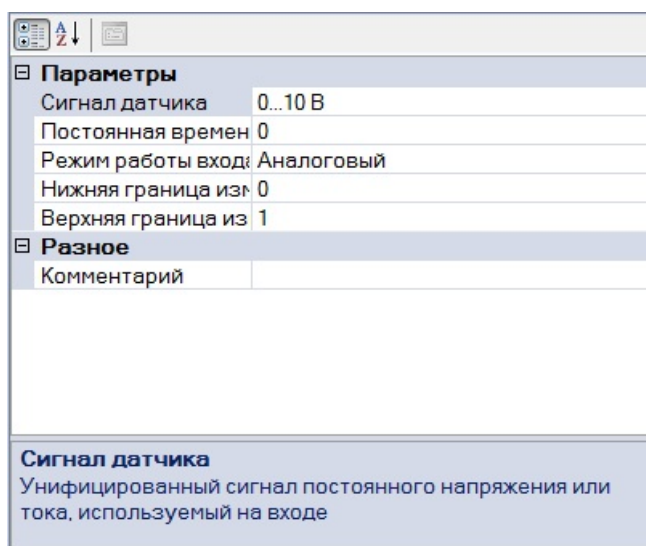 Параметры
Сигнал датчика 0...10 В
Постоянная времен 0
Режим работы входа Аналоговый
Нижняя граница изм 0
Верхняя граница из 1
Разное
Комментарий
Сигнал датчика
Унифицированный сигнал постоянного напряжения или
тока, используемый на входе